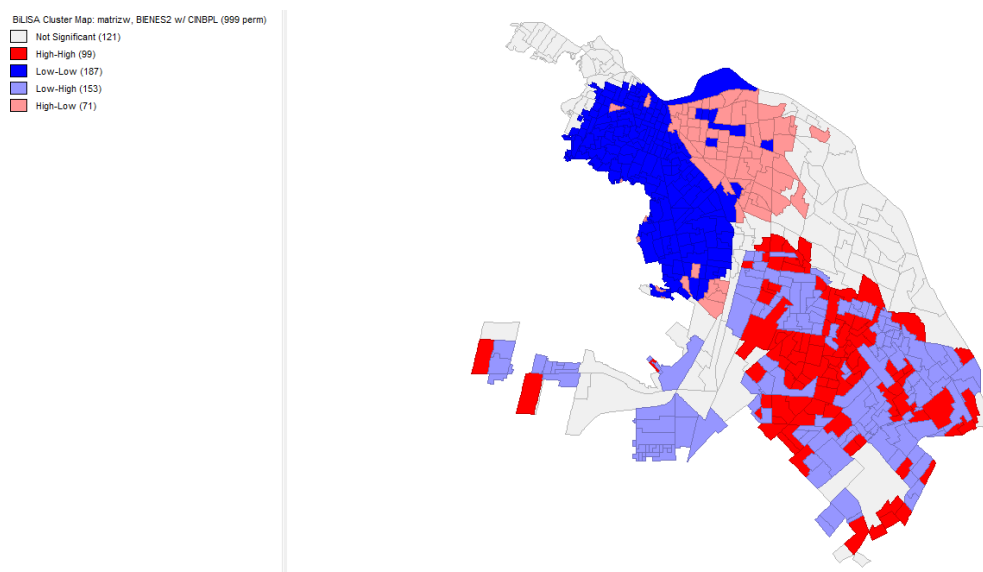 BiLISA Cluster Map: matrizw, BIENES2 w/ CINBPL (999 perm)
Not Significant (121)
High-High (99)
Low-Low (187)
Low-High (153)
High-Low (71)